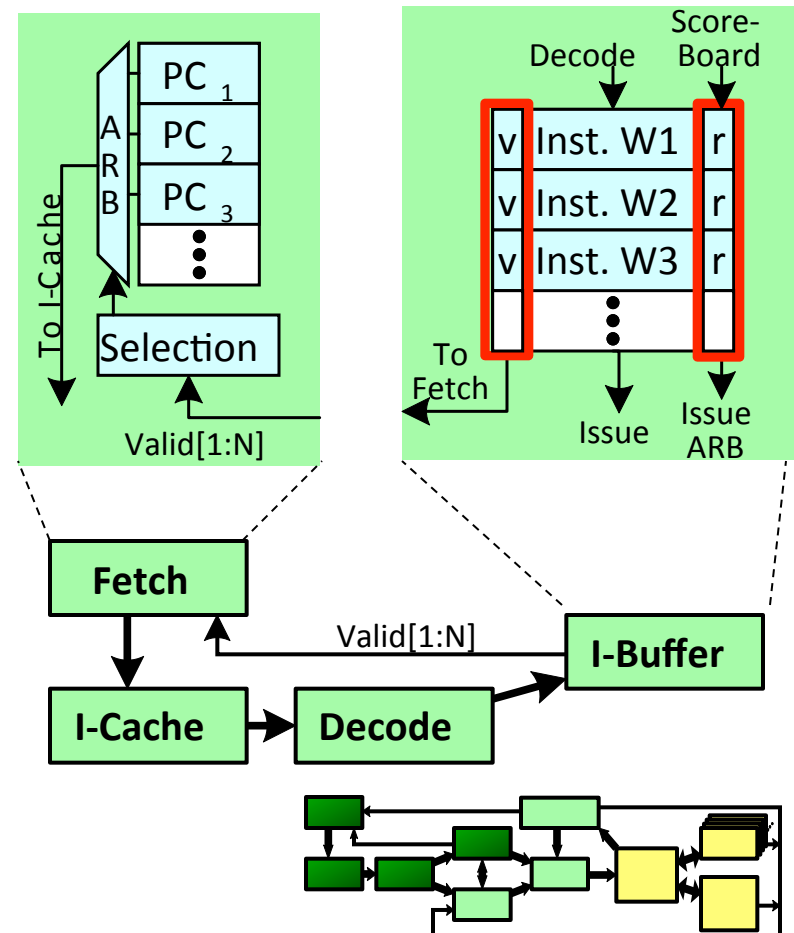 PC 1
PC 2
PC 3
A
R
B
To I-Cache
Selection
Valid[1:N]
Score-
Board
Decode
v Inst. W1 r
v Inst. W2 r
v Inst. W3 r
To
Fetch
Issue
Issue
ARB
Fetch
Valid[1:N]
I-Buffer
I-Cache
Decode